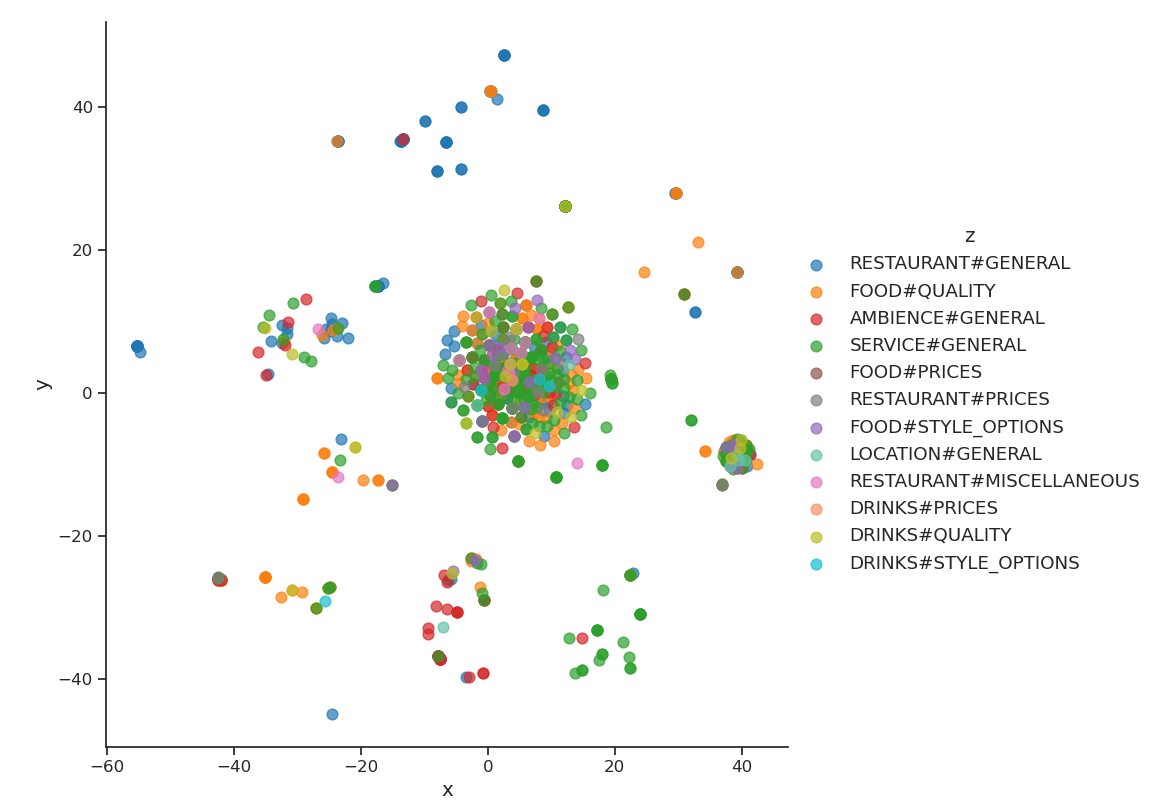 40
20
0
−20
−40
y
−60
−40
−20
0
20
40
x
z
RESTAURANT#GENERAL
FOOD#QUALITY
AMBIENCE#GENERAL
SERVICE#GENERAL
FOOD#PRICES
RESTAURANT#PRICES
FOOD#STYLE_OPTIONS
LOCATION#GENERAL
RESTAURANT#MISCELLANEOUS
DRINKS#PRICES
DRINKS#QUALITY
DRINKS#STYLE_OPTIONS